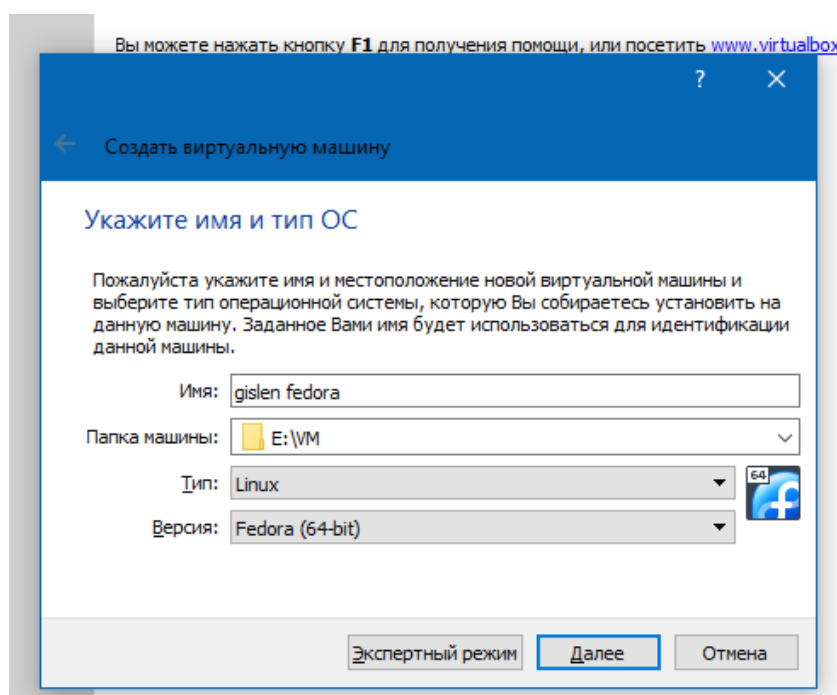 Вы можете нажать кнопку F1 для получения помощи, или посетить www.virtualbox
?
Создать виртуальную машину
Укажите имя и тип ОС
Пожалуйста укажите имя и местоположение новой виртуальной машины и
выберите тип операционной системы, которую Вы собираетесь установить на
данную машину. Заданное Вами имя будет использоваться для идентификации
данной машины.
Имя: gislen fedora
Папка машины: E:\VM
Тип: Linux
64
Версия: Fedora (64-bit)
Экспертный режим Далее Отмена